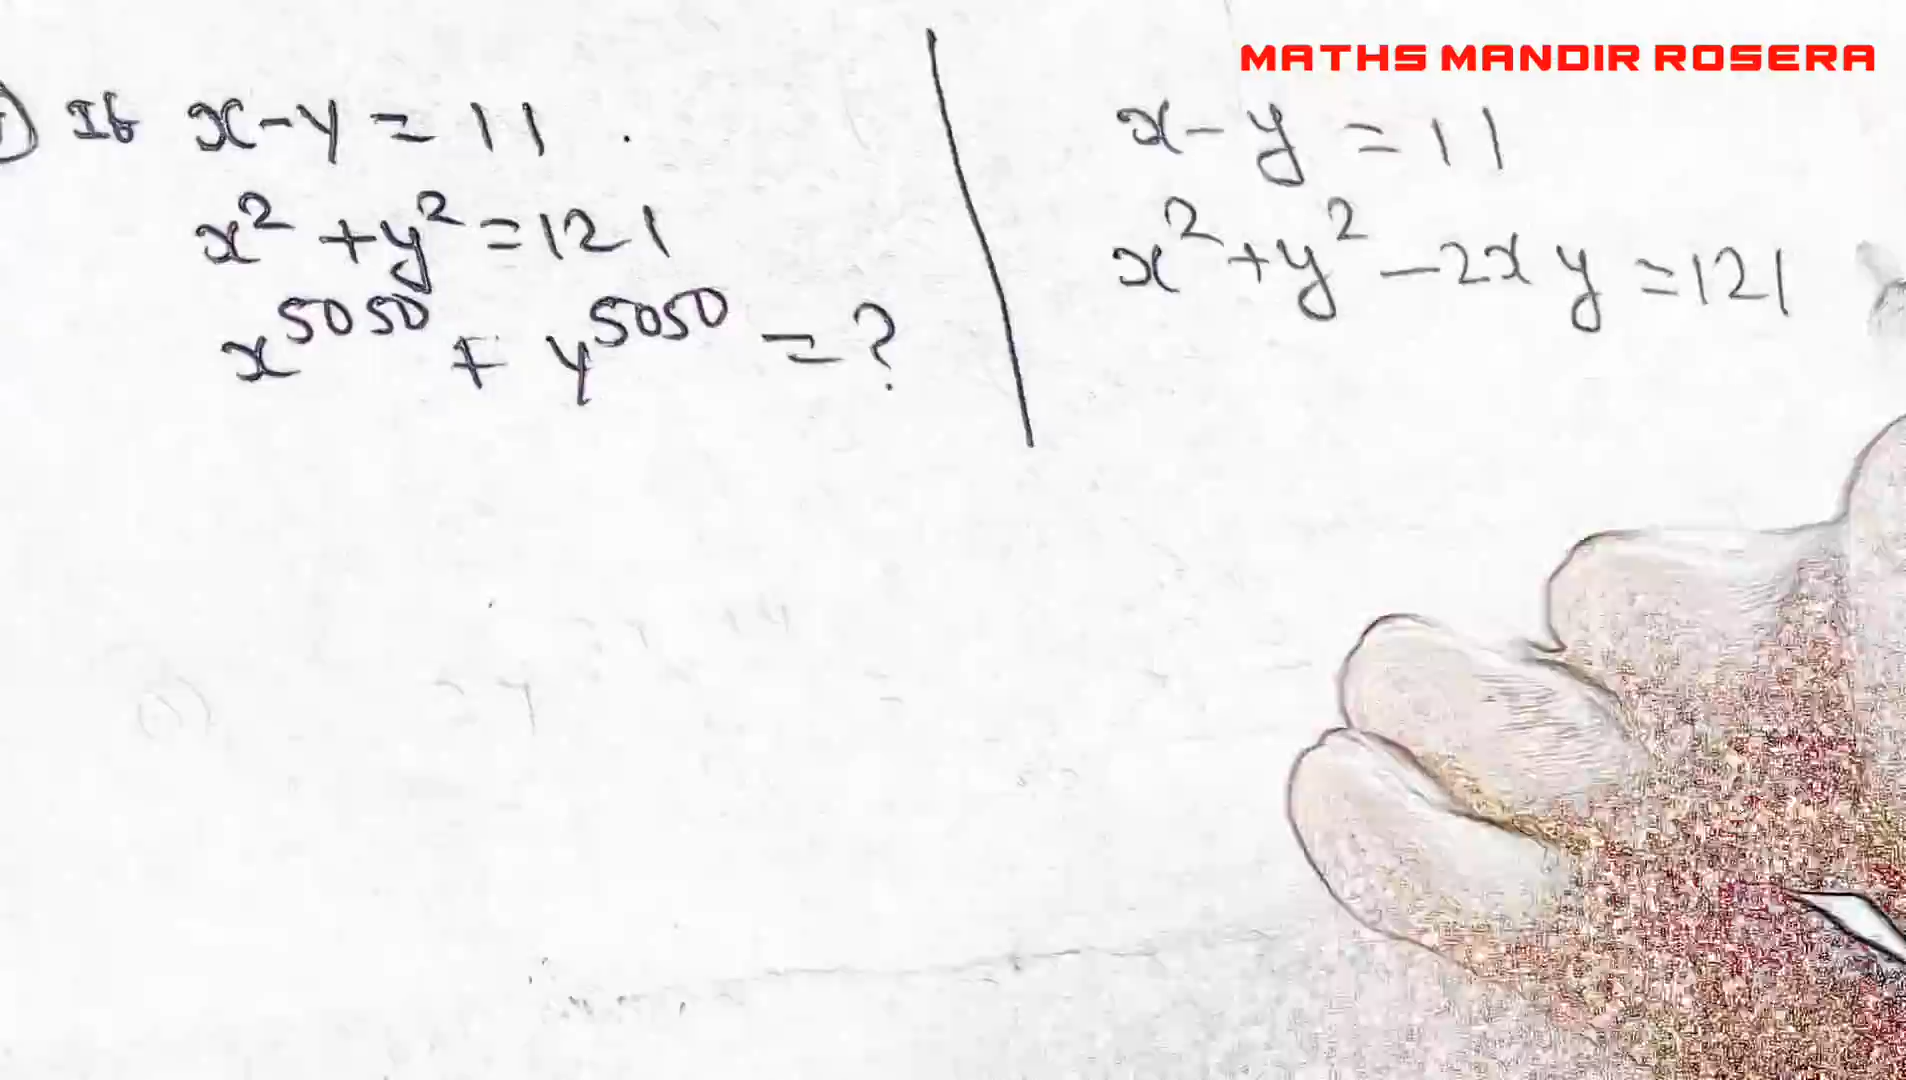 MATHS MANDIR ROSERA
If x-y=11.
x²+y²=121
x⁵⁰⁵⁰+y⁵⁰⁵⁰=?
x-y=11
x²+y²-2xy=121